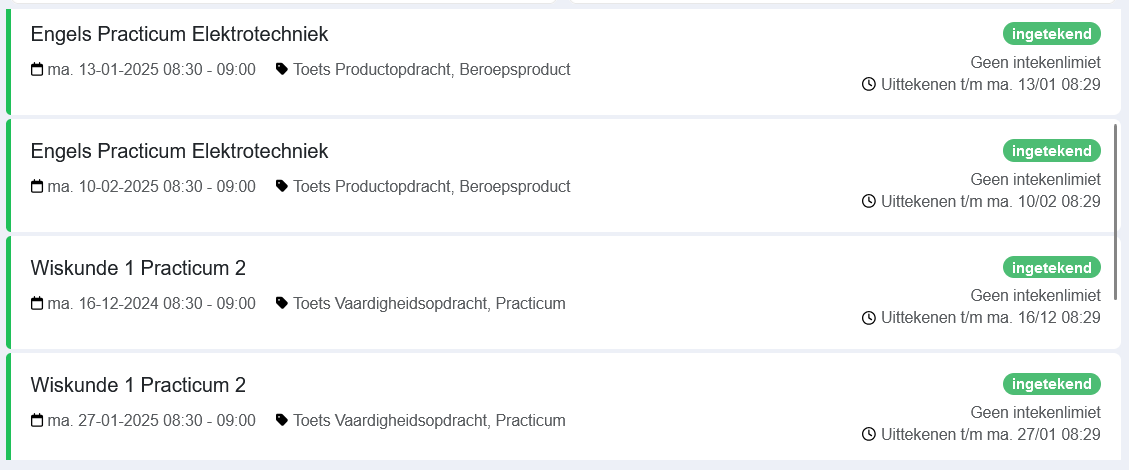 Engels Practicum Elektrotechniek
ingetekend
ma. 13-01-2025 08:30 - 09:00 Toets Productopdracht, Beroepsproduct
Geen intekenlimiet
Uittekenen t/m ma. 13/01 08:29
Engels Practicum Elektrotechniek
ingetekend
ma. 10-02-2025 08:30 - 09:00 Toets Productopdracht, Beroepsproduct
Geen intekenlimiet
Uittekenen t/m ma. 10/02 08:29
Wiskunde 1 Practicum 2
ingetekend
ma. 16-12-2024 08:30 - 09:00 Toets Vaardigheidsopdracht, Practicum
Geen intekenlimiet
Uittekenen t/m ma. 16/12 08:29
Wiskunde 1 Practicum 2
ingetekend
ma. 27-01-2025 08:30 - 09:00 Toets Vaardigheidsopdracht, Practicum
Geen intekenlimiet
Uittekenen t/m ma. 27/01 08:29